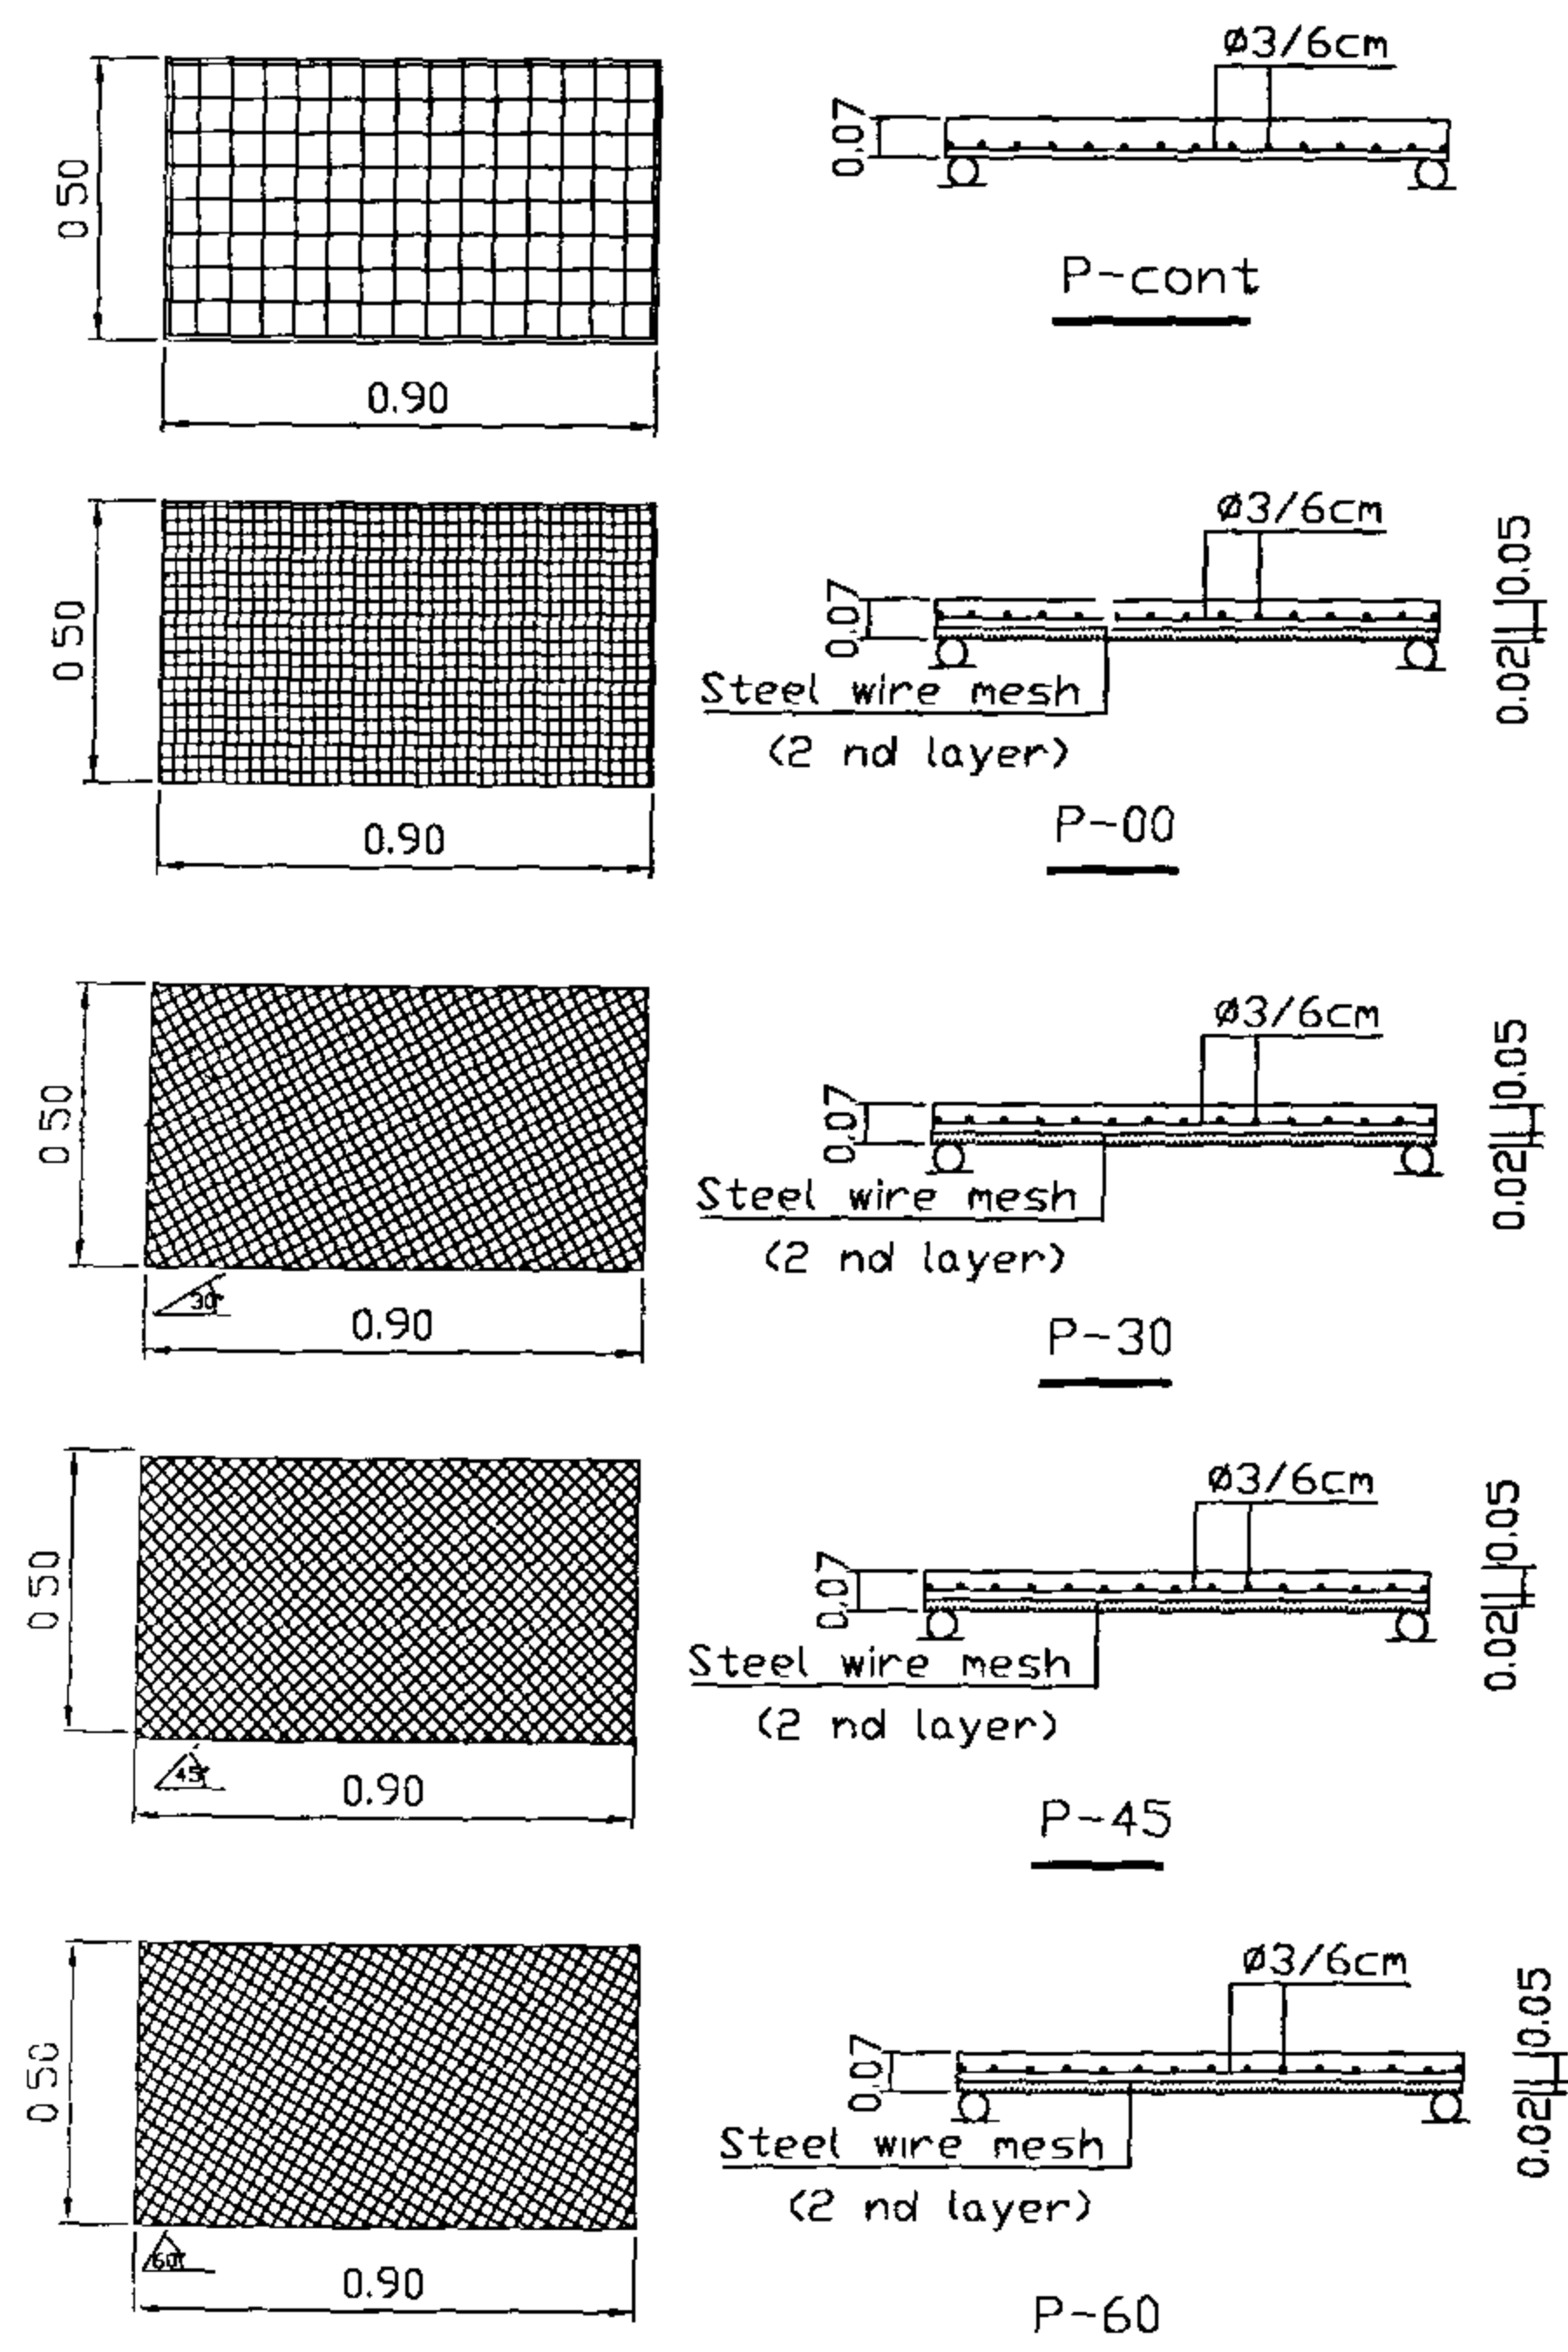 ø3/6cm
0.07
0 50
P-cont
0.90
ø3/6cm
0.05
0.07
0 50
0.02
Steel wire mesh
(2 nd layer)
P-00
0.90
ø3/6cm
0.05
0.07
0 50
0.02
Steel wire mesh
(2 nd layer)
30°
0.90
P-30
ø3/6cm
0.05
0.07
0 50
0.02
Steel wire mesh
(2 nd layer)
45°
0.90
P-45
ø3/6cm
0.05
0.07
0 50
0.02
Steel wire mesh
(2 nd layer)
60°
0.90
P-60